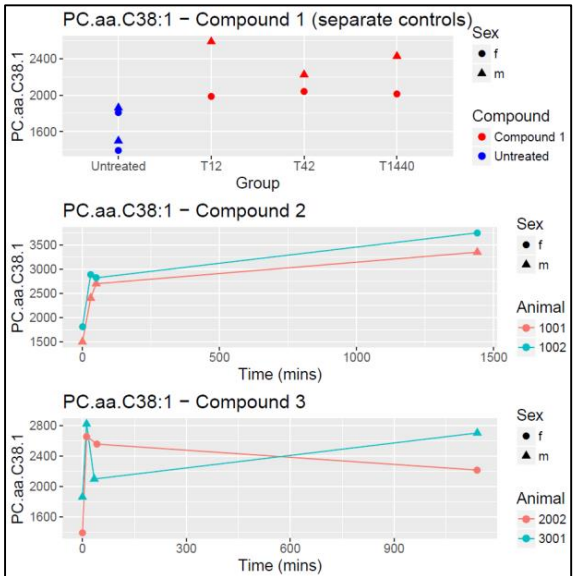 PC.aa.C38:1 − Compound 1 (separate controls)
PC.aa.C38.1
2400
2000
1600
Untreated T12 T42 T1440
Group
Sex
f
m
Compound
Compound 1
Untreated
PC.aa.C38:1 − Compound 2
PC.aa.C38.1
3500
3000
2500
2000
1500
0 500 1000 1500
Time (mins)
Sex
f
m
Animal
1001
1002
PC.aa.C38:1 − Compound 3
PC.aa.C38.1
2800
2400
2000
1600
0 300 600 900
Time (mins)
Sex
f
m
Animal
2002
3001